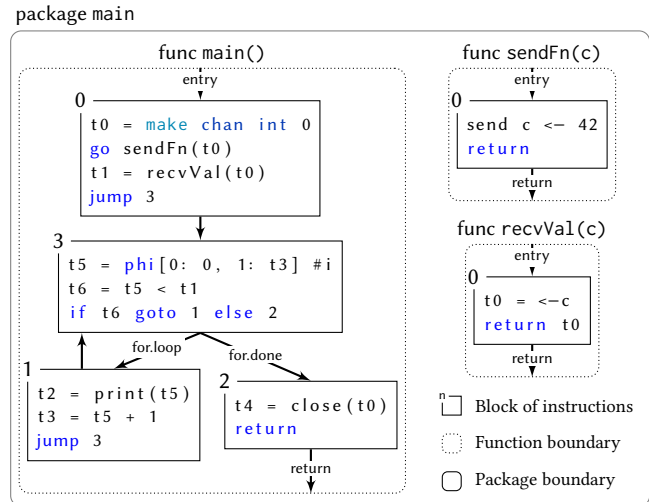 package main
func main()
entry
0
t0 = make chan int 0
go sendFn(t0)
t1 = recvVal(t0)
jump 3
3
t5 = phi[0: 0, 1: t3] #i
t6 = t5 < t1
if t6 goto 1 else 2
for.loop
for.done
1
t2 = print(t5)
t3 = t5 + 1
jump 3
2
t4 = close(t0)
return
return
func sendFn(c)
entry
0
send c <– 42
return
return
func recvVal(c)
entry
0
t0 = <–c
return t0
return
n
Block of instructions
Function boundary
Package boundary